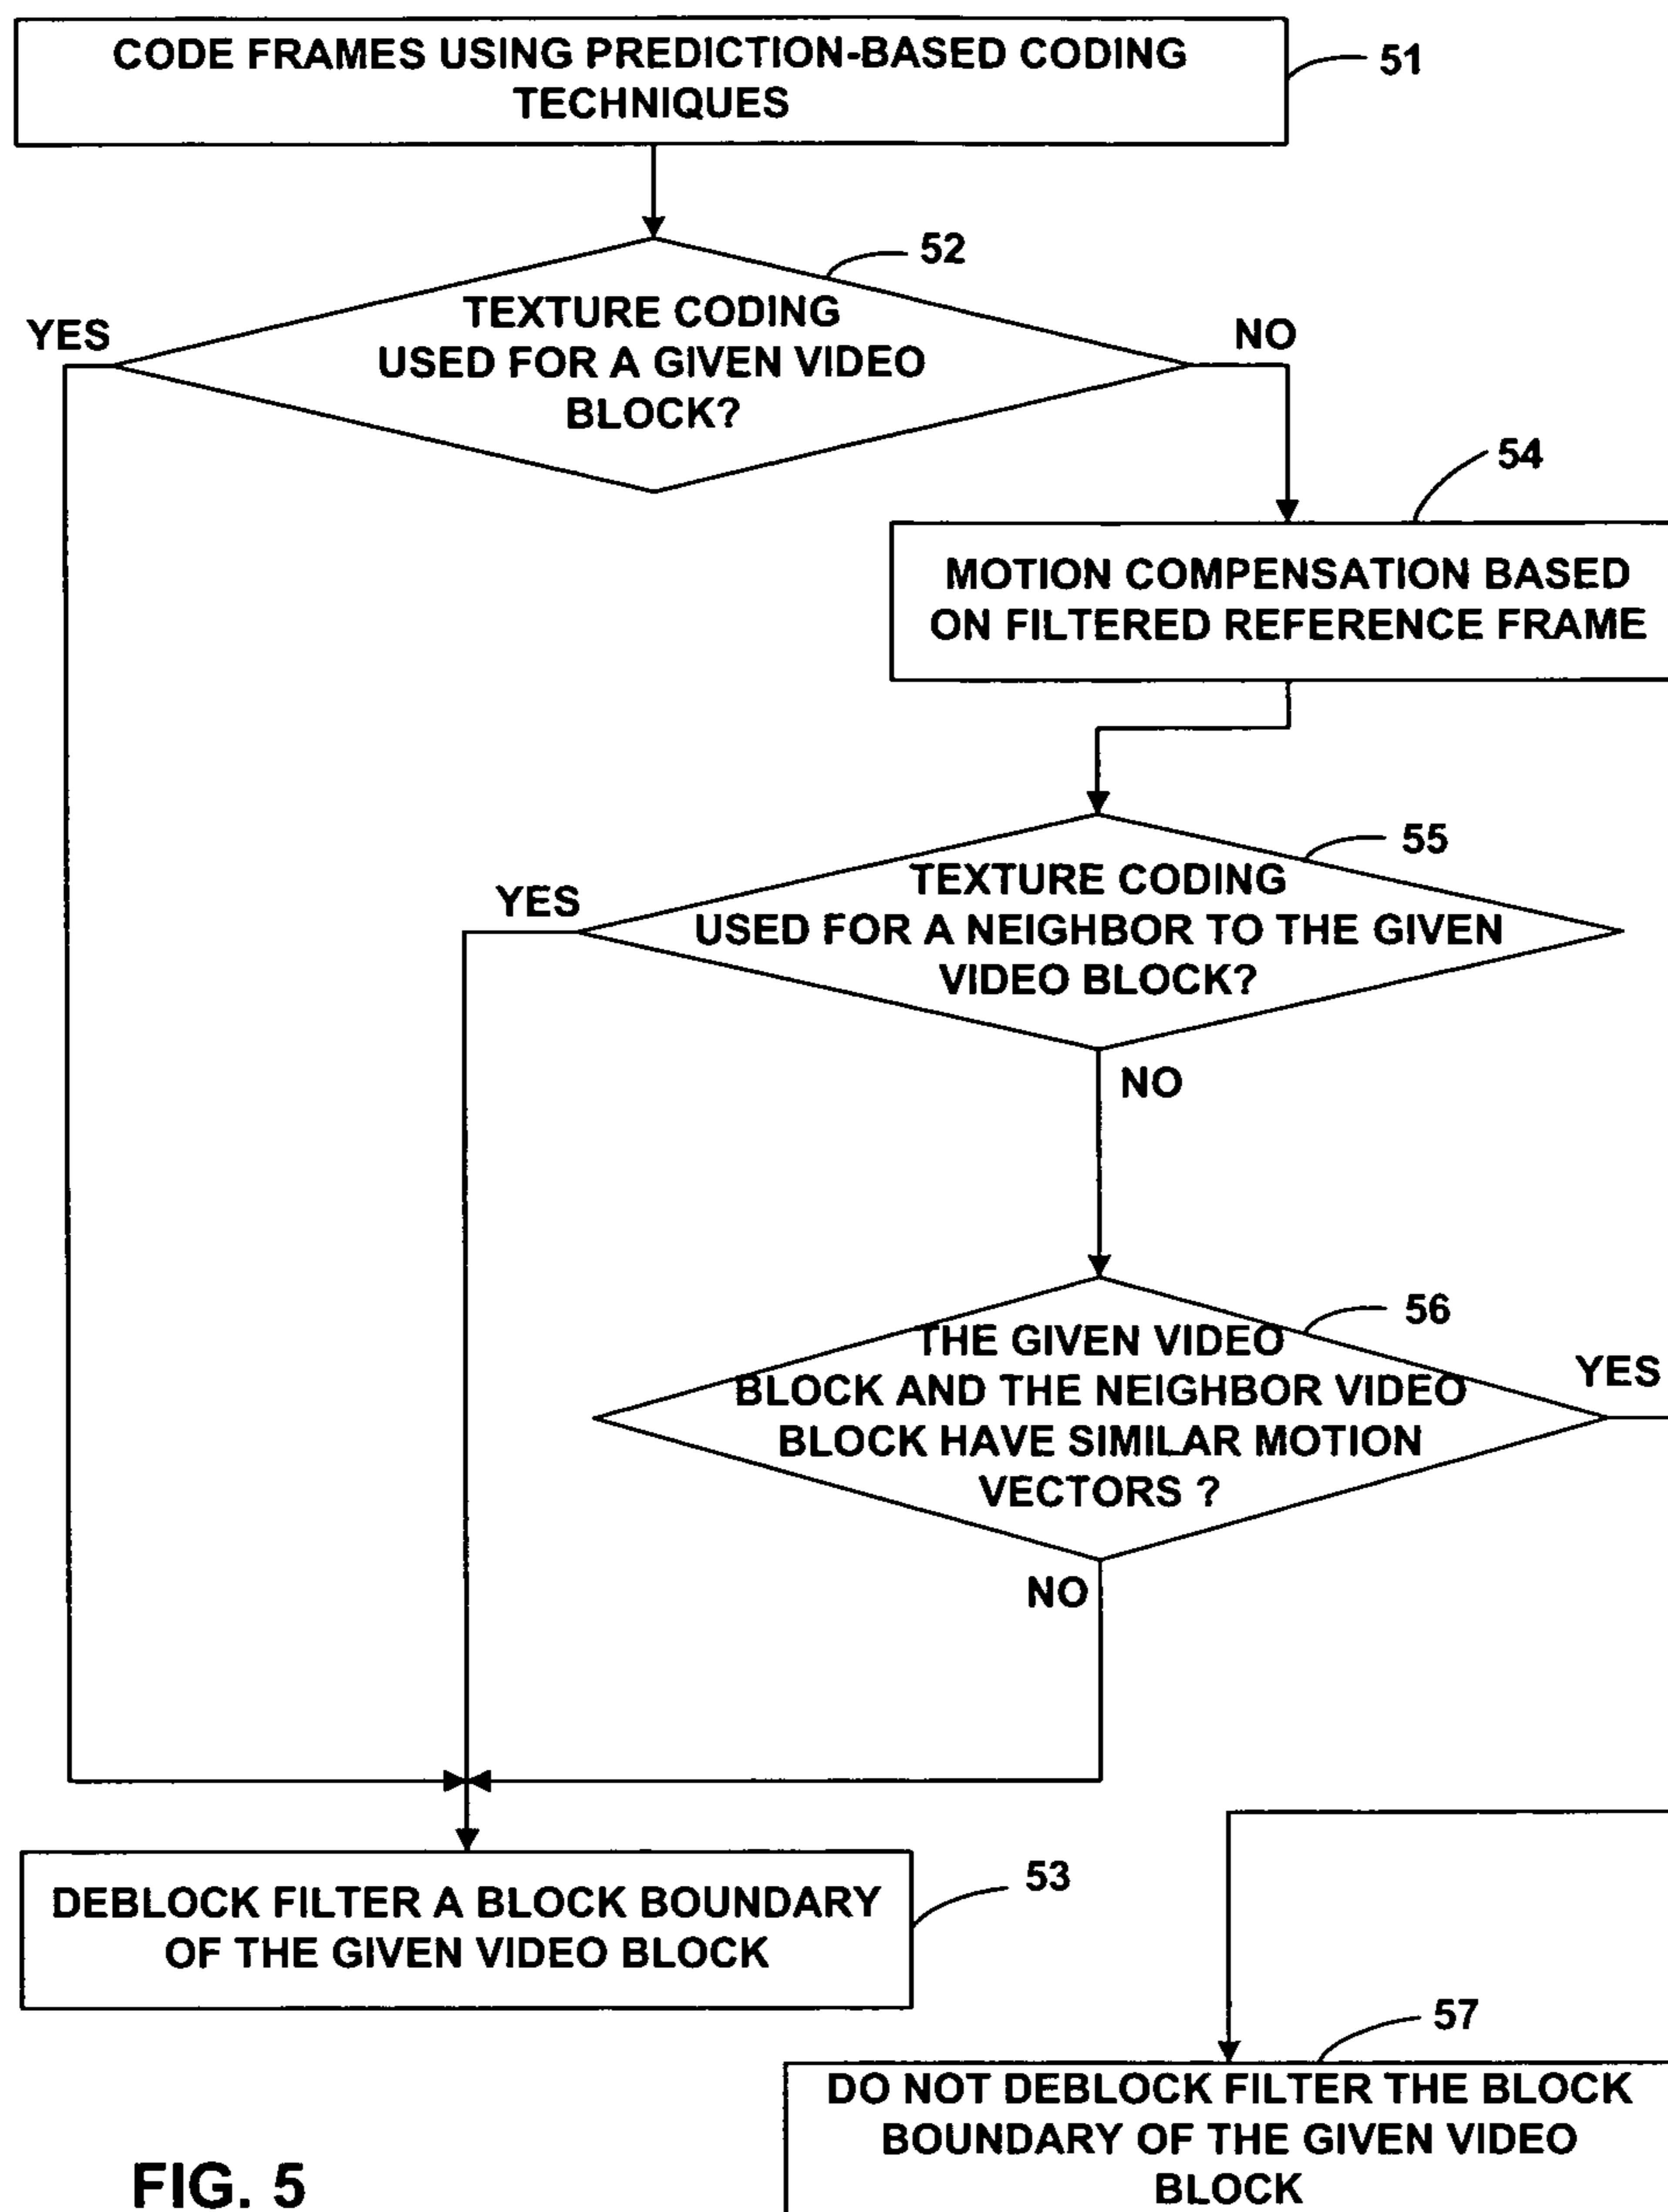 CODE FRAMES USING PREDICTION-BASED CODING
TECHNIQUES
51
52
TEXTURE CODING
USED FOR A GIVEN VIDEO
BLOCK?
YES
NO
54
MOTION COMPENSATION BASED
ON FILTERED REFERENCE FRAME
55
TEXTURE CODING
USED FOR A NEIGHBOR TO THE GIVEN
VIDEO BLOCK?
YES
NO
56
THE GIVEN VIDEO
BLOCK AND THE NEIGHBOR VIDEO
BLOCK HAVE SIMILAR MOTION
VECTORS ?
YES
NO
53
DEBLOCK FILTER A BLOCK BOUNDARY
OF THE GIVEN VIDEO BLOCK
57
DO NOT DEBLOCK FILTER THE BLOCK
BOUNDARY OF THE GIVEN VIDEO
BLOCK
FIG. 5